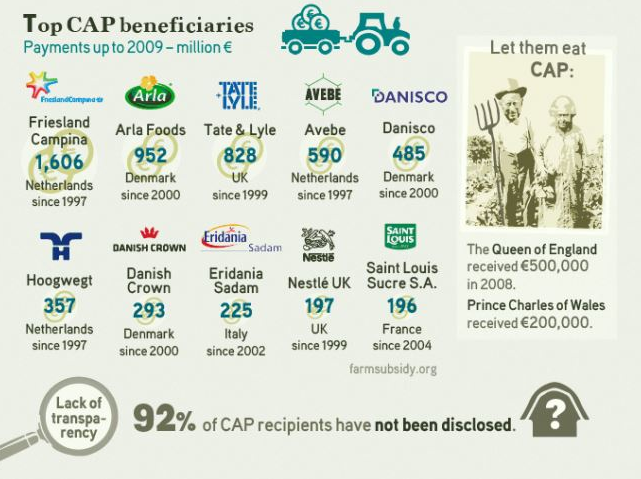 Top CAP beneficiaries
Payments up to 2009 – million €
FrieslandCampina
Friesland
Campina
1,606
Netherlands
since 1997
Arla
Arla Foods
952
Denmark
since 2000
TATE
LYLE
Tate & Lyle
828
UK
since 1999
AVEBE
Avebe
590
Netherlands
since 1997
DANISCO
Danisco
485
Denmark
since 2000
Hoogwegt
357
Netherlands
since 1997
DANISH CROWN
Danish
Crown
293
Denmark
since 2000
Eridania
Sadam
Eridania
Sadam
225
Italy
since 2002
Nestlé
Nestlé UK
197
UK
since 1999
SAINT
LOUIS
Saint Louis
Sucre S.A.
196
France
since 2004
farmsubsidy.org
Let them eat
CAP:
The Queen of England
received €500,000
in 2008.
Prince Charles of Wales
received €200,000.
Lack of
transpa-
rency
92% of CAP recipients have not been disclosed.
?